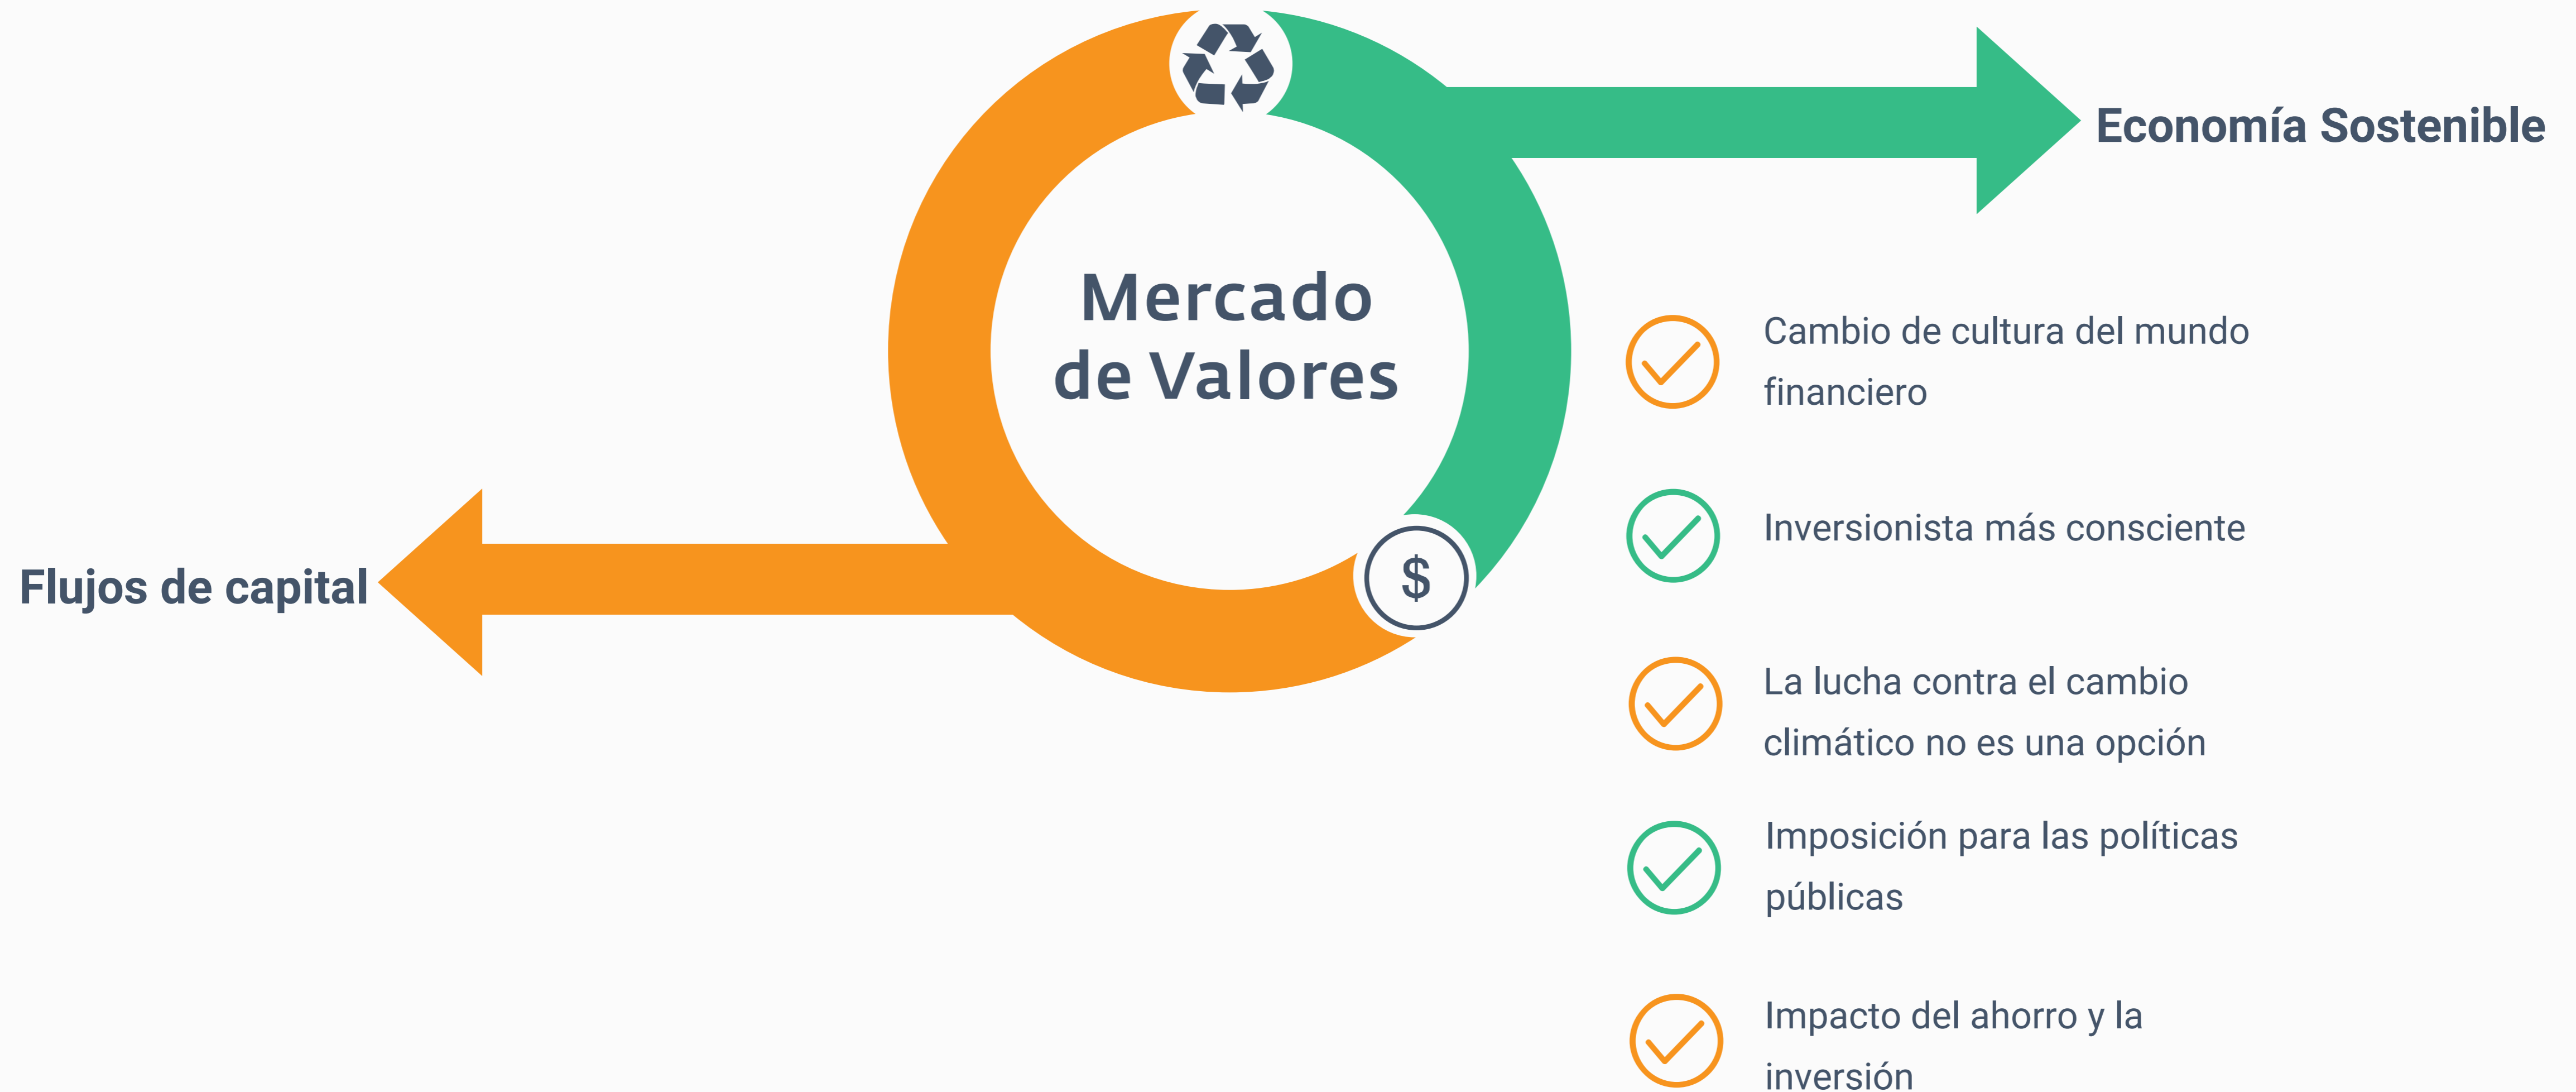 Economía Sostenible
Mercado
de Valores
Flujos de capital
$
Cambio de cultura del mundo
financiero
Inversionista más consciente
La lucha contra el cambio
climático no es una opción
Imposición para las políticas
públicas
Impacto del ahorro y la
inversión